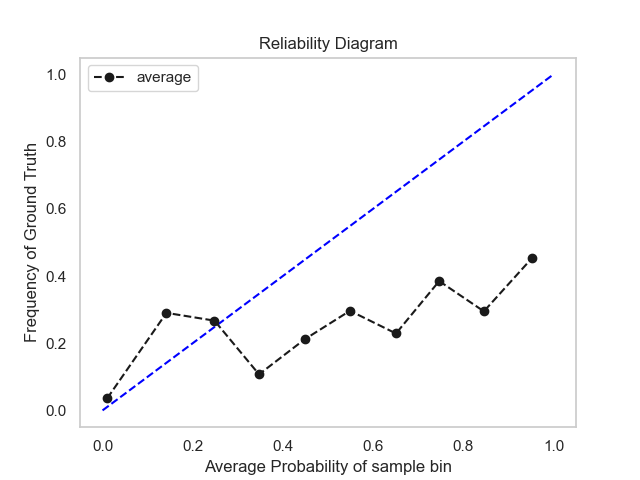 Reliability Diagram
average
Frequency of Ground Truth
1.0
0.8
0.6
0.4
0.2
0.0
0.0 0.2 0.4 0.6 0.8 1.0
Average Probability of sample bin